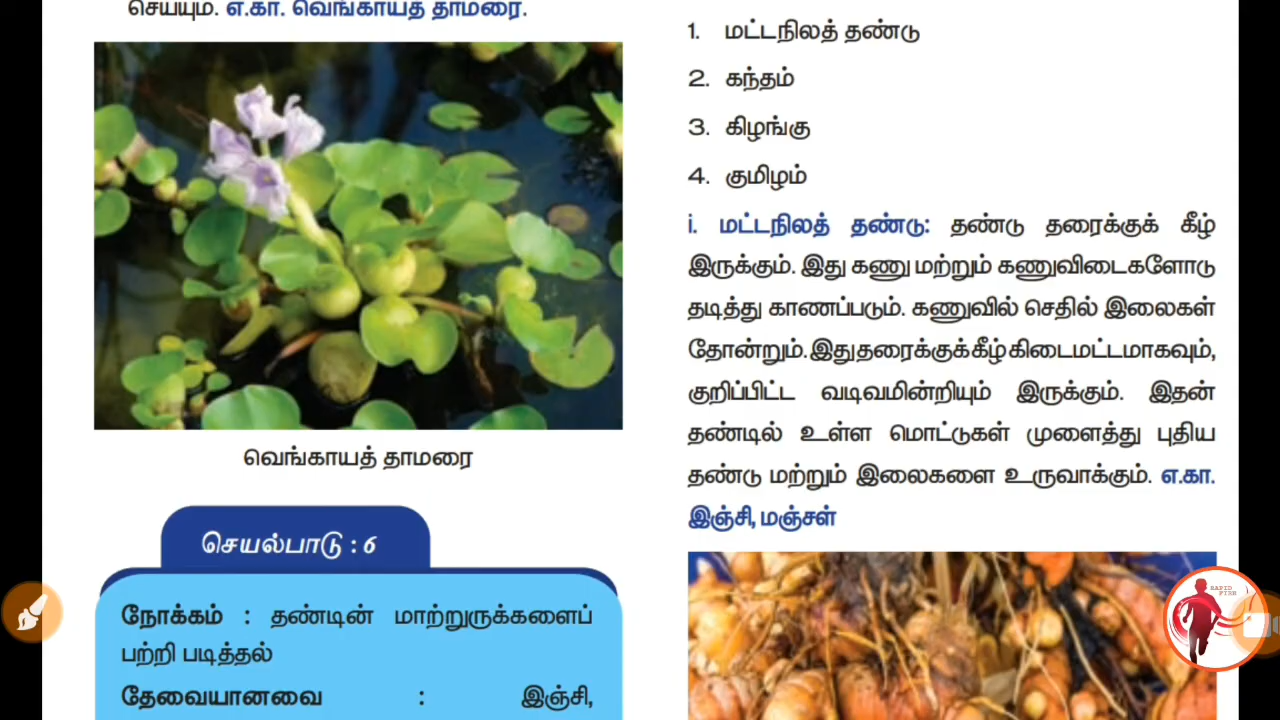 செய்யும். எ.கா. வெங்காயத் தாமரை.
வெங்காயத் தாமரை
செயல்பாடு : 6
நோக்கம் : தண்டின் மாற்றுருக்களைப்
பற்றி படித்தல்
தேவையானவை : இஞ்சி,
1. மட்டநிலத் தண்டு
2. கந்தம்
3. கிழங்கு
4. குமிழம்
i. மட்டநிலத் தண்டு: தண்டு தரைக்குக் கீழ்
இருக்கும். இது கணு மற்றும் கணுவிடைகளோடு
தடித்து காணப்படும். கணுவில் செதில் இலைகள்
தோன்றும். இது தரைக்குக் கீழ் கிடைமட்டமாகவும்,
குறிப்பிட்ட வடிவமின்றியும் இருக்கும். இதன்
தண்டில் உள்ள மொட்டுகள் முளைத்து புதிய
தண்டு மற்றும் இலைகளை உருவாக்கும். எ.கா.
இஞ்சி, மஞ்சள்
RAPID
FIRE